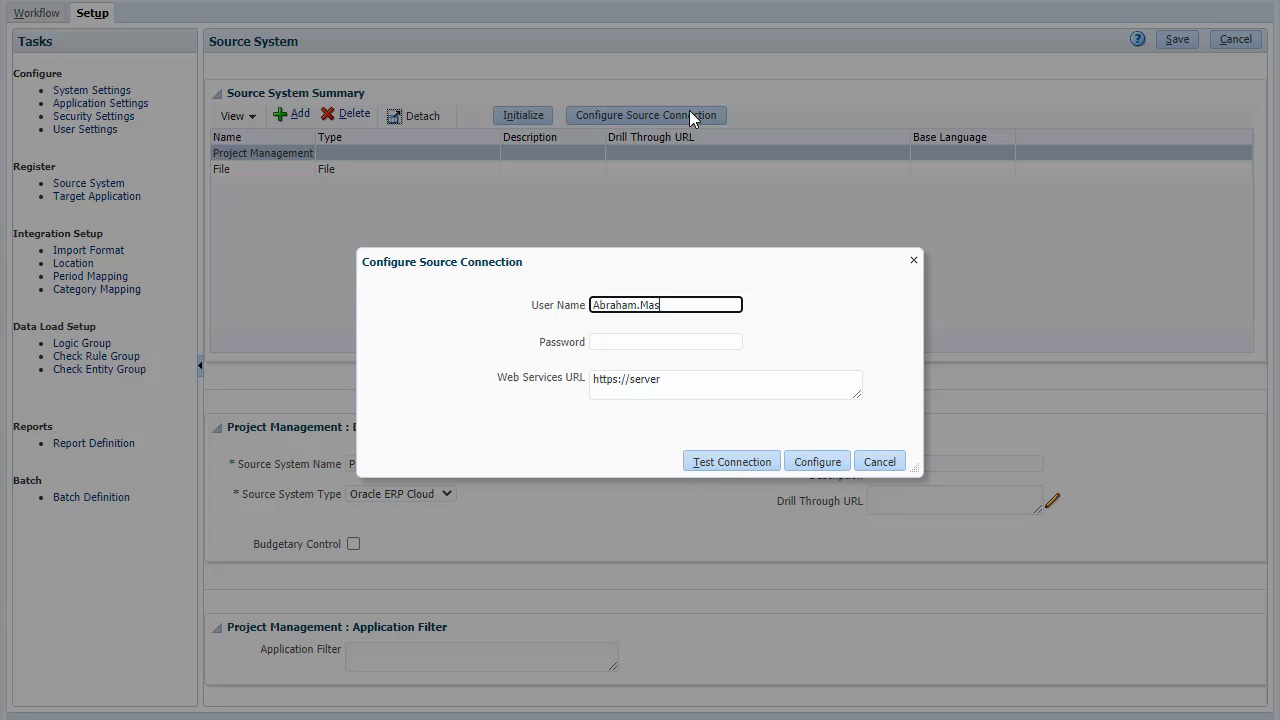 Workflow Setup
Tasks
Configure
System Settings
Application Settings
Security Settings
User Settings
Register
Source System
Target Application
Integration Setup
Import Format
Location
Period Mapping
Category Mapping
Data Load Setup
Logic Group
Check Rule Group
Check Entity Group
Reports
Report Definition
Batch
Batch Definition
Source System ? Save Cancel
Source System Summary
View Add Delete Detach Initialize Configure Source Connection
Name Type Description Drill Through URL Base Language
Project Management
File File
Configure Source Connection
User Name Abraham.Mas
Password
Web Services URL https://server
Test Connection Configure Cancel
Project Management :
* Source System Name
* Source System Type Oracle ERP Cloud
Drill Through URL
Budgetary Control
Project Management : Application Filter
Application Filter